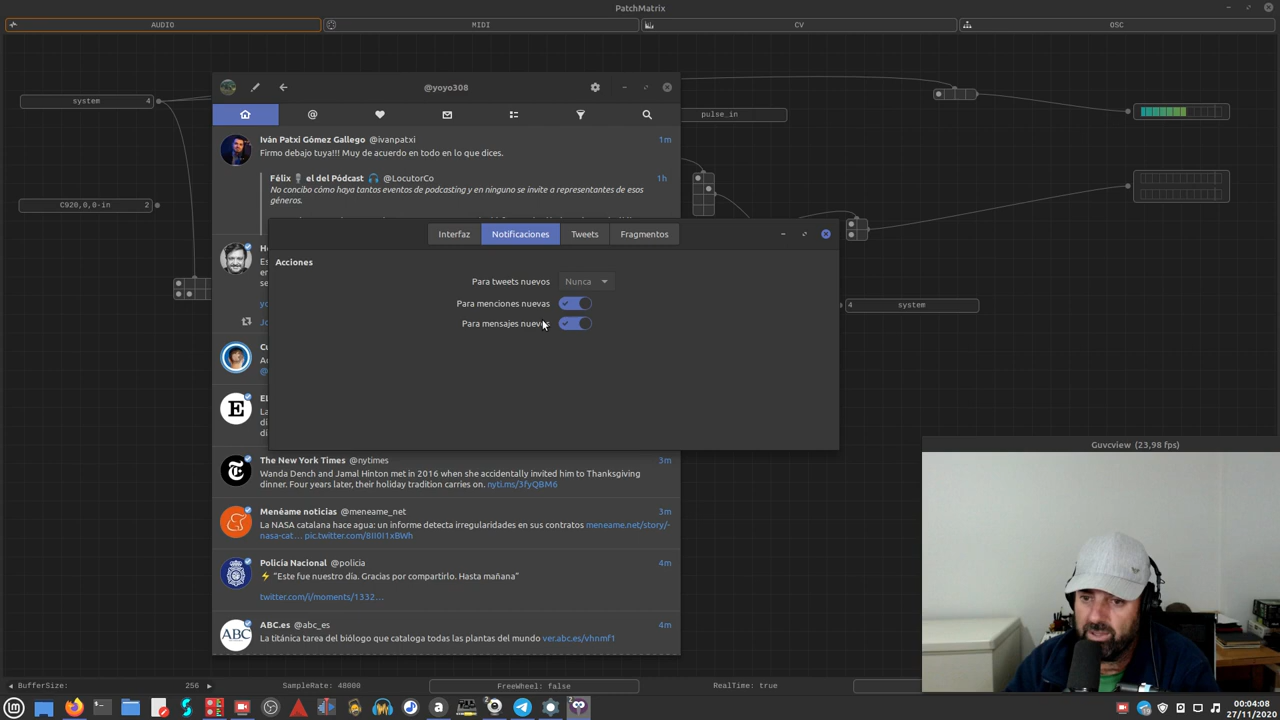 PatchMatrix
AUDIO
MIDI
CV
OSC
system 4
C920,0,0-in 2
pulse_in
4 system
@yoyo308
Iván Patxi Gómez Gallego @ivanpatxi 1m
Firmo debajo tuya!!! Muy de acuerdo en todo en lo que dices.
Félix el del Pódcast @LocutorCo 1h
No concibo cómo haya tantos eventos de podcasting y en ninguno se invite a representantes de esos
géneros.
Interfaz Notificaciones Tweets Fragmentos
Acciones
Para tweets nuevos Nunca
Para menciones nuevas
Para mensajes nuevos
The New York Times @nytimes 3m
Wanda Dench and Jamal Hinton met in 2016 when she accidentally invited him to Thanksgiving
dinner. Four years later, their holiday tradition carries on. nyti.ms/3fyQBM6
Menéame noticias @meneame_net 3m
La NASA catalana hace agua: un informe detecta irregularidades en sus contratos meneame.net/story/-
nasa-cat… pic.twitter.com/8II0I1xBWh
Policía Nacional @policia 4m
⚡ "Este fue nuestro día. Gracias por compartirlo. Hasta mañana"
twitter.com/i/moments/1332…
ABC.es @abc_es 4m
La titánica tarea del biólogo que cataloga todas las plantas del mundo ver.abc.es/vhnmf1
Guvcview (23,98 fps)
BufferSize: 256
SampleRate: 48000
FreeWheel: false
RealTime: true
00:04:08
27/11/2020